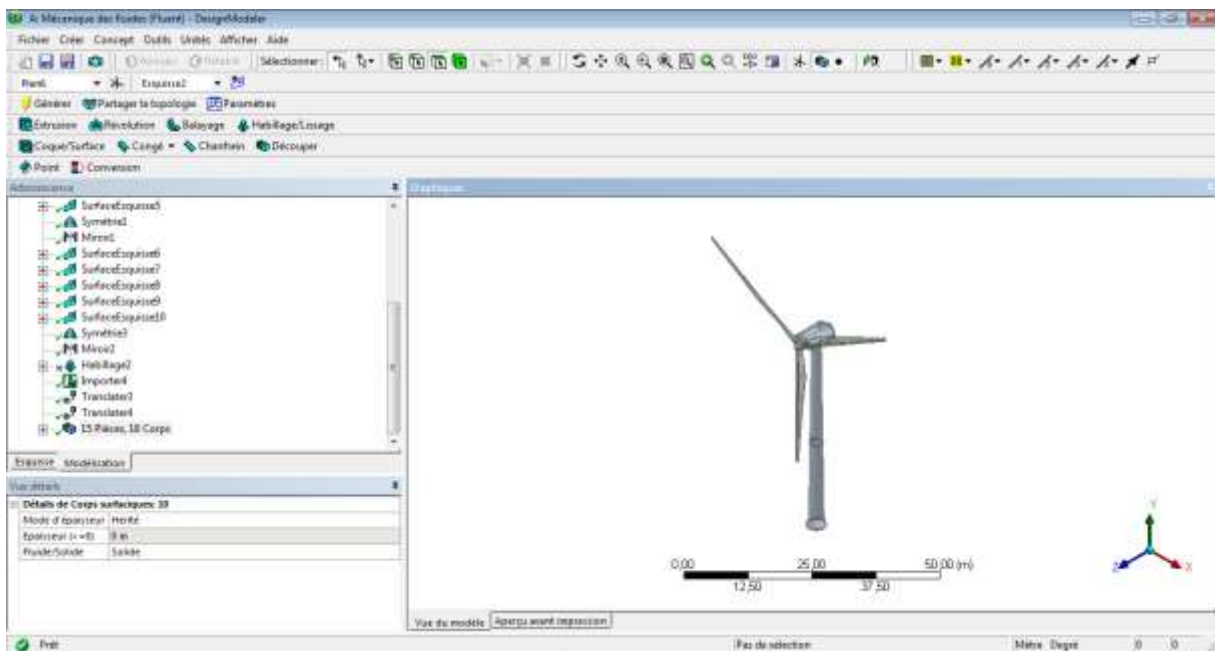 A: Mécanique des fluides (Fluent) - DesignModeler
Fichier Créer Concept Outils Unités Afficher Aide
Sélectionner:
Plan6 Esquisse2
Générer Partager la topologie Paramètres
Extrusion Révolution Balayage Habillage/Lissage
Coque/Surface Congé Chanfrein Découper
Point Conversion
Arborescence Graphiques
SurfaceEsquisse5
Symétrie1
Miroir1
SurfaceEsquisse6
SurfaceEsquisse7
SurfaceEsquisse8
SurfaceEsquisse9
SurfaceEsquisse10
Symétrie3
Miroir2
Habillage2
Importer4
Translater3
Translater4
15 Pièces, 18 Corps
Esquisse Modélisation
Vue détails
Détails de Corps surfaciques: 10
Mode d'épaisseur Hérité
Epaisseur (>=0) 0 m
Fluide/Solide Solide
0,00 25,00 50,00 (m)
12,50 37,50
Y
Z X
Vue du modèle Aperçu avant impression
Prêt Pas de sélection Mètre Degré 0 0